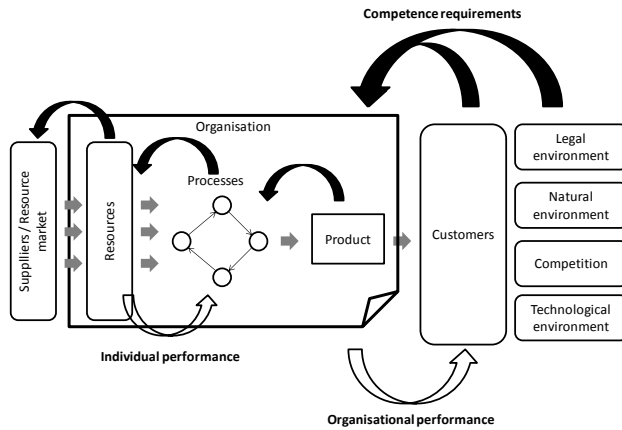 Competence requirements
Organisation
Suppliers / Resource
market
Resources
Processes
Product
Customers
Legal
environment
Natural
environment
Competition
Technological
environment
Individual performance
Organisational performance